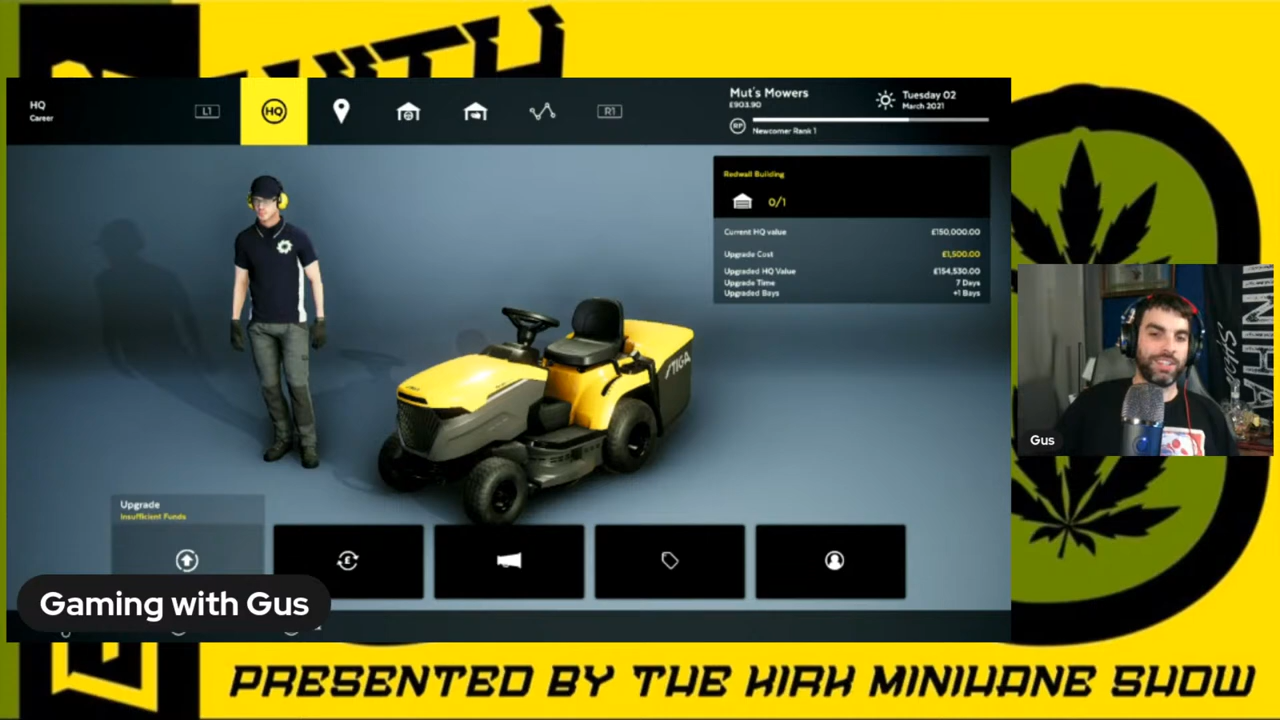 HQ
Career
L1
HQ
R1
Mut's Mowers
£903.90
RP
Newcomer Rank 1
Tuesday 02
March 2021
Redwall Building
0/1
Current HQ value £150,000.00
Upgrade Cost £1,500.00
Upgraded HQ Value £154,530.00
Upgrade Time 7 Days
Upgraded Bays +1 Bays
STIGA
Upgrade
Insufficient Funds
£
Gus
Gaming with Gus
PRESENTED BY THE KIRK MINIHANE SHOW